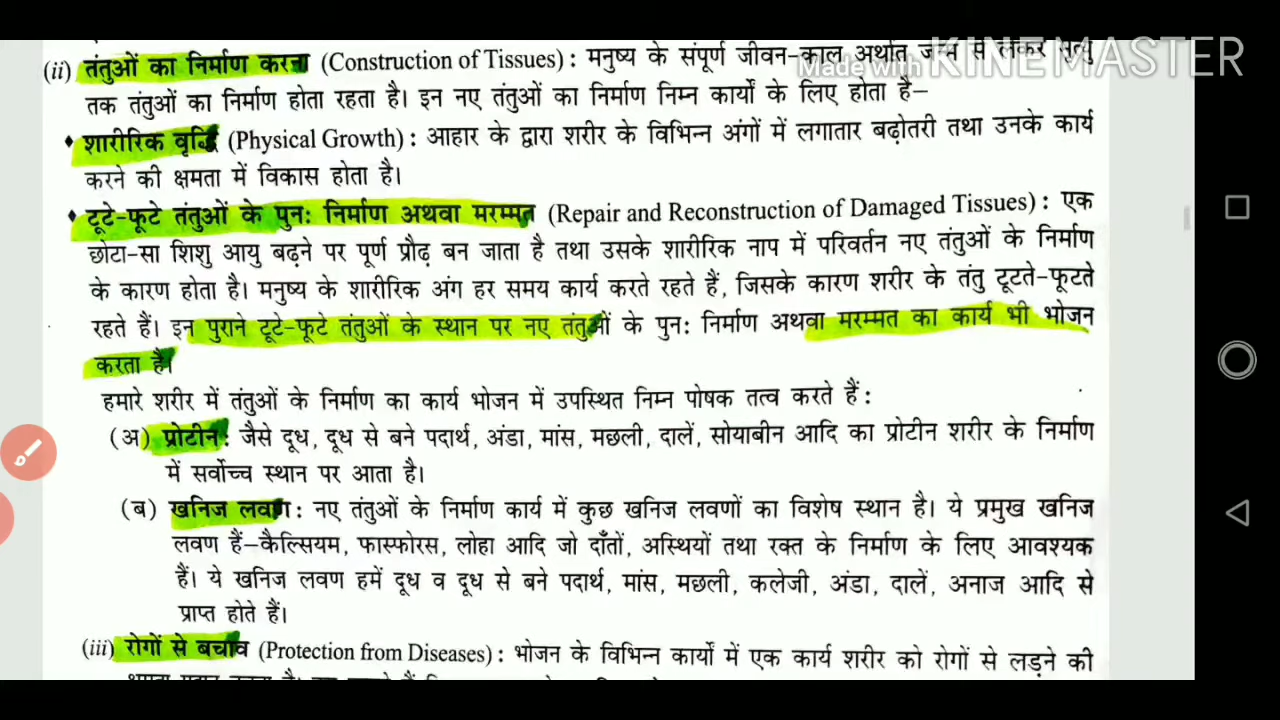 (ii) तंतुओं का निर्माण करना (Construction of Tissues) : मनुष्य के संपूर्ण जीवन-काल अर्थात जन्म से लेकर मृत्यु
Made with KINEMASTER
तक तंतुओं का निर्माण होता रहता है। इन नए तंतुओं का निर्माण निम्न कार्यों के लिए होता है–
♦ शारीरिक वृद्धि (Physical Growth) : आहार के द्वारा शरीर के विभिन्न अंगों में लगातार बढ़ोतरी तथा उनके कार्य
करने की क्षमता में विकास होता है।
♦ टूटे-फूटे तंतुओं के पुनः निर्माण अथवा मरम्मत (Repair and Reconstruction of Damaged Tissues) : एक
छोटा-सा शिशु आयु बढ़ने पर पूर्ण प्रौढ़ बन जाता है तथा उसके शारीरिक नाप में परिवर्तन नए तंतुओं के निर्माण
के कारण होता है। मनुष्य के शारीरिक अंग हर समय कार्य करते रहते हैं, जिसके कारण शरीर के तंतु टूटते-फूटते
रहते हैं। इन पुराने टूटे-फूटे तंतुओं के स्थान पर नए तंतुओं के पुनः निर्माण अथवा मरम्मत का कार्य भी भोजन
करता है।
हमारे शरीर में तंतुओं के निर्माण का कार्य भोजन में उपस्थित निम्न पोषक तत्व करते हैं :
(अ) प्रोटीन: जैसे दूध, दूध से बने पदार्थ, अंडा, मांस, मछली, दालें, सोयाबीन आदि का प्रोटीन शरीर के निर्माण
में सर्वोच्च स्थान पर आता है।
(ब) खनिज लवण: नए तंतुओं के निर्माण कार्य में कुछ खनिज लवणों का विशेष स्थान है। ये प्रमुख खनिज
लवण हैं–कैल्सियम, फास्फोरस, लोहा आदि जो दाँतों, अस्थियों तथा रक्त के निर्माण के लिए आवश्यक
हैं। ये खनिज लवण हमें दूध व दूध से बने पदार्थ, मांस, मछली, कलेजी, अंडा, दालें, अनाज आदि से
प्राप्त होते हैं।
(iii) रोगों से बचाव (Protection from Diseases) : भोजन के विभिन्न कार्यों में एक कार्य शरीर को रोगों से लड़ने की